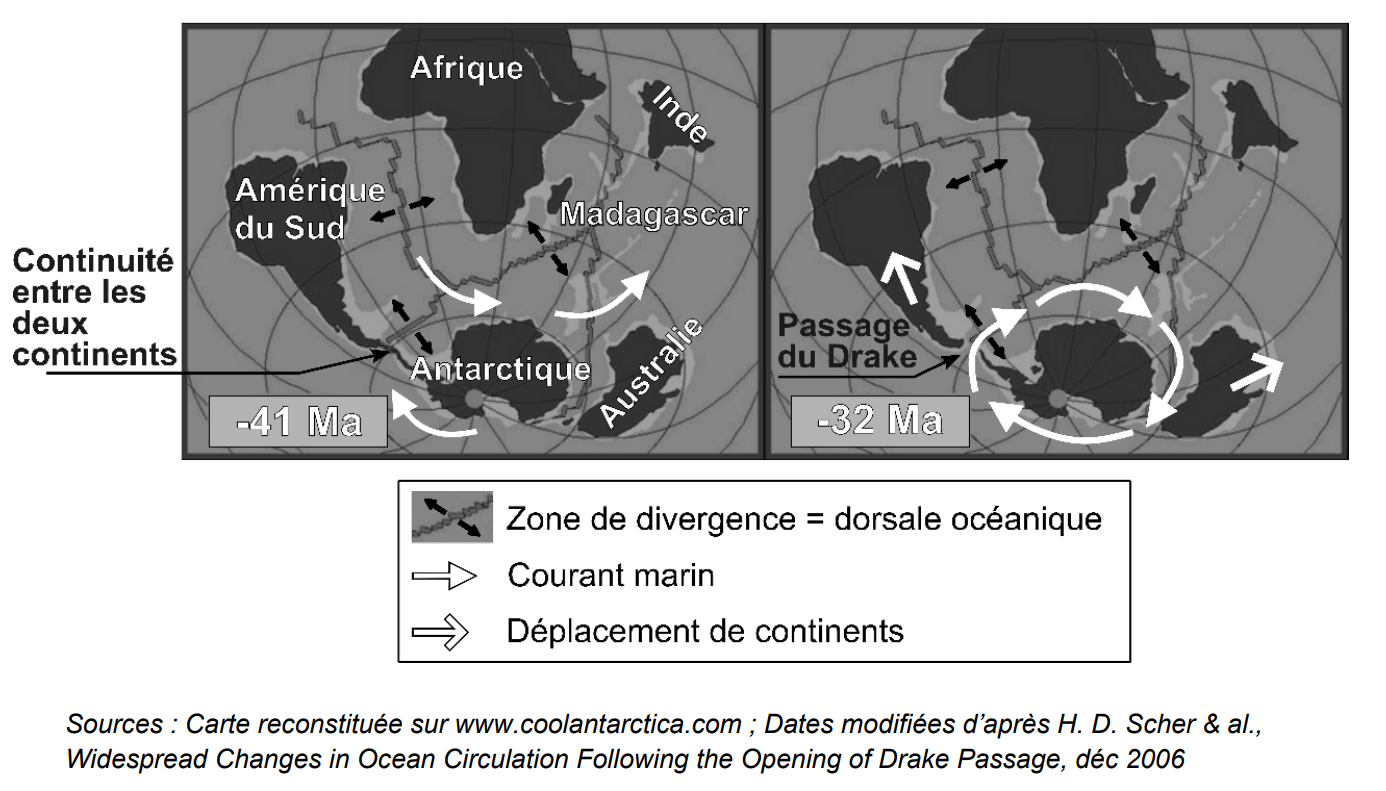 Afrique
Inde
Amérique
du Sud
Madagascar
Continuité
entre les
deux
continents
Antarctique
Australie
-41 Ma
Passage
du Drake
-32 Ma
Zone de divergence = dorsale océanique
Courant marin
Déplacement de continents
Sources : Carte reconstituée sur www.coolantarctica.com ; Dates modifiées d’après H. D. Scher & al.,
Widespread Changes in Ocean Circulation Following the Opening of Drake Passage, déc 2006